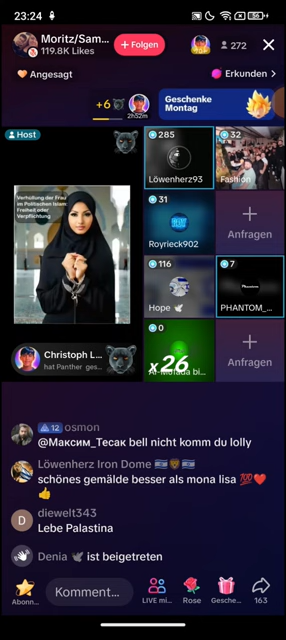 23:24
56
Moritz/Sam...
119.8K Likes
+ Folgen
272
Angesagt
Erkunden >
+6
2h52m
Geschenke
Montag
Host
Verhüllung der Frau
im Politischen Islam
Freiheit oder
Verpflichtung
285
Löwenherz93
32
Fashion
31
Royrieck902
+
Anfragen
116
Hope
7
Phantom
PHANTOM_...
0
x26
+
Anfragen
Christoph L...
hat Panther ges...
12 osmon
@Максим_Тесак bell nicht komm du lolly
Löwenherz Iron Dome 🇮🇱🦁🇮🇱
schönes gemälde besser als mona lisa 💯❤️
👍
D
diewelt343
Lebe Palastina
Denia 🕊 ist beigetreten
Komment...
Abonn...
LIVE mi...
Rose
Gesche...
163